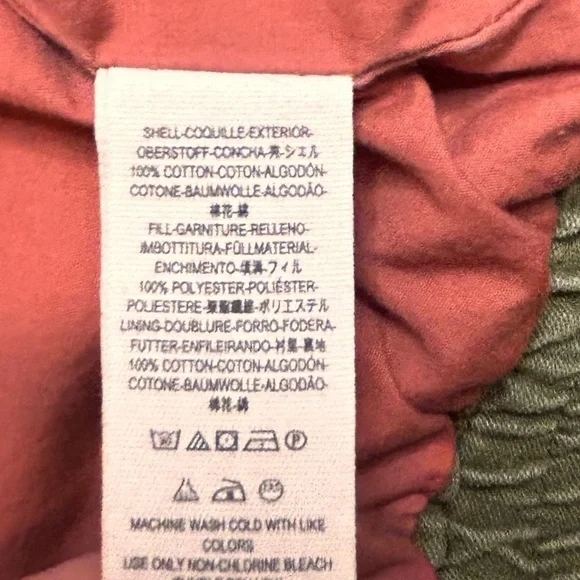 SHELL-COQUILLE-EXTERIOR-
OBERSTOFF-CONCHA-壳-シェル
100% COTTON-COTON-ALGODÓN-
COTONE-BAUMWOLLE-ALGODÃO-
棉花-綿
FILL-GARNITURE-RELLENO-
IMBOTTITURA-FÜLLMATERIAL-
ENCHIMENTO-填满-フィル
100% POLYESTER-POLIÉSTER-
POLIESTERE-聚酯纖維-ポリエステル
LINING-DOUBLURE-FORRO-FODERA-
FUTTER-ENFILEIRANDO-衬里-裏地
100% COTTON-COTON-ALGODÓN-
COTONE-BAUMWOLLE-ALGODÃO-
棉花-綿
MACHINE WASH COLD WITH LIKE
COLORS
USE ONLY NON-CHLORINE BLEACH